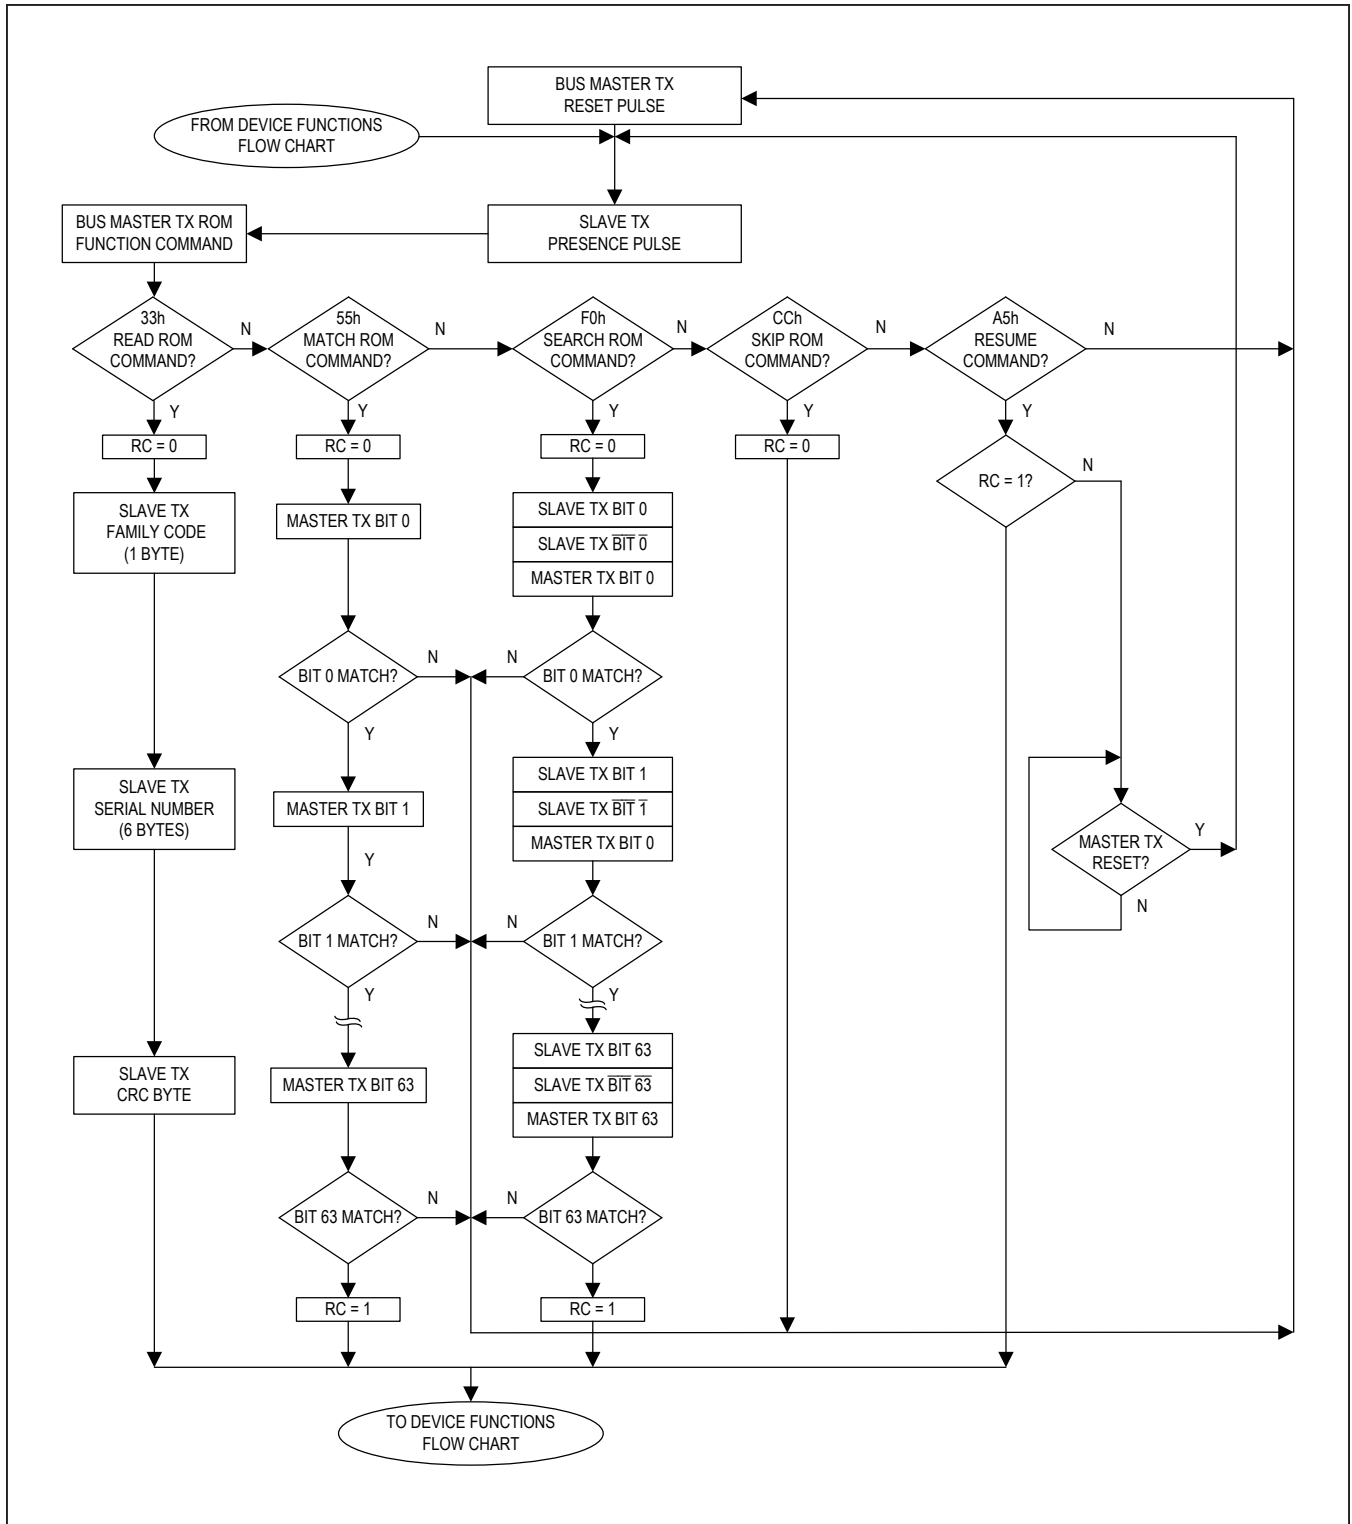 BUS MASTER TX
RESET PULSE
FROM DEVICE FUNCTIONS
FLOW CHART
BUS MASTER TX ROM
FUNCTION COMMAND
SLAVE TX
PRESENCE PULSE
33h
READ ROM
COMMAND?
N
55h
MATCH ROM
COMMAND?
N
F0h
SEARCH ROM
COMMAND?
N
CCh
SKIP ROM
COMMAND?
N
A5h
RESUME
COMMAND?
N
Y
Y
Y
Y
Y
RC = 0
RC = 0
RC = 0
RC = 0
RC = 1?
N
SLAVE TX
FAMILY CODE
(1 BYTE)
MASTER TX BIT 0
SLAVE TX BIT 0
SLAVE TX B̅I̅T̅ 0̅
MASTER TX BIT 0
BIT 0 MATCH?
N
N
BIT 0 MATCH?
Y
Y
SLAVE TX
SERIAL NUMBER
(6 BYTES)
MASTER TX BIT 1
SLAVE TX BIT 1
SLAVE TX B̅I̅T̅ 1̅
MASTER TX BIT 0
MASTER TX
RESET?
Y
N
Y
BIT 1 MATCH?
N
N
BIT 1 MATCH?
Y
Y
SLAVE TX
CRC BYTE
MASTER TX BIT 63
SLAVE TX BIT 63
SLAVE TX B̅I̅T̅ 6̅3̅
MASTER TX BIT 63
BIT 63 MATCH?
N
N
BIT 63 MATCH?
RC = 1
RC = 1
TO DEVICE FUNCTIONS
FLOW CHART